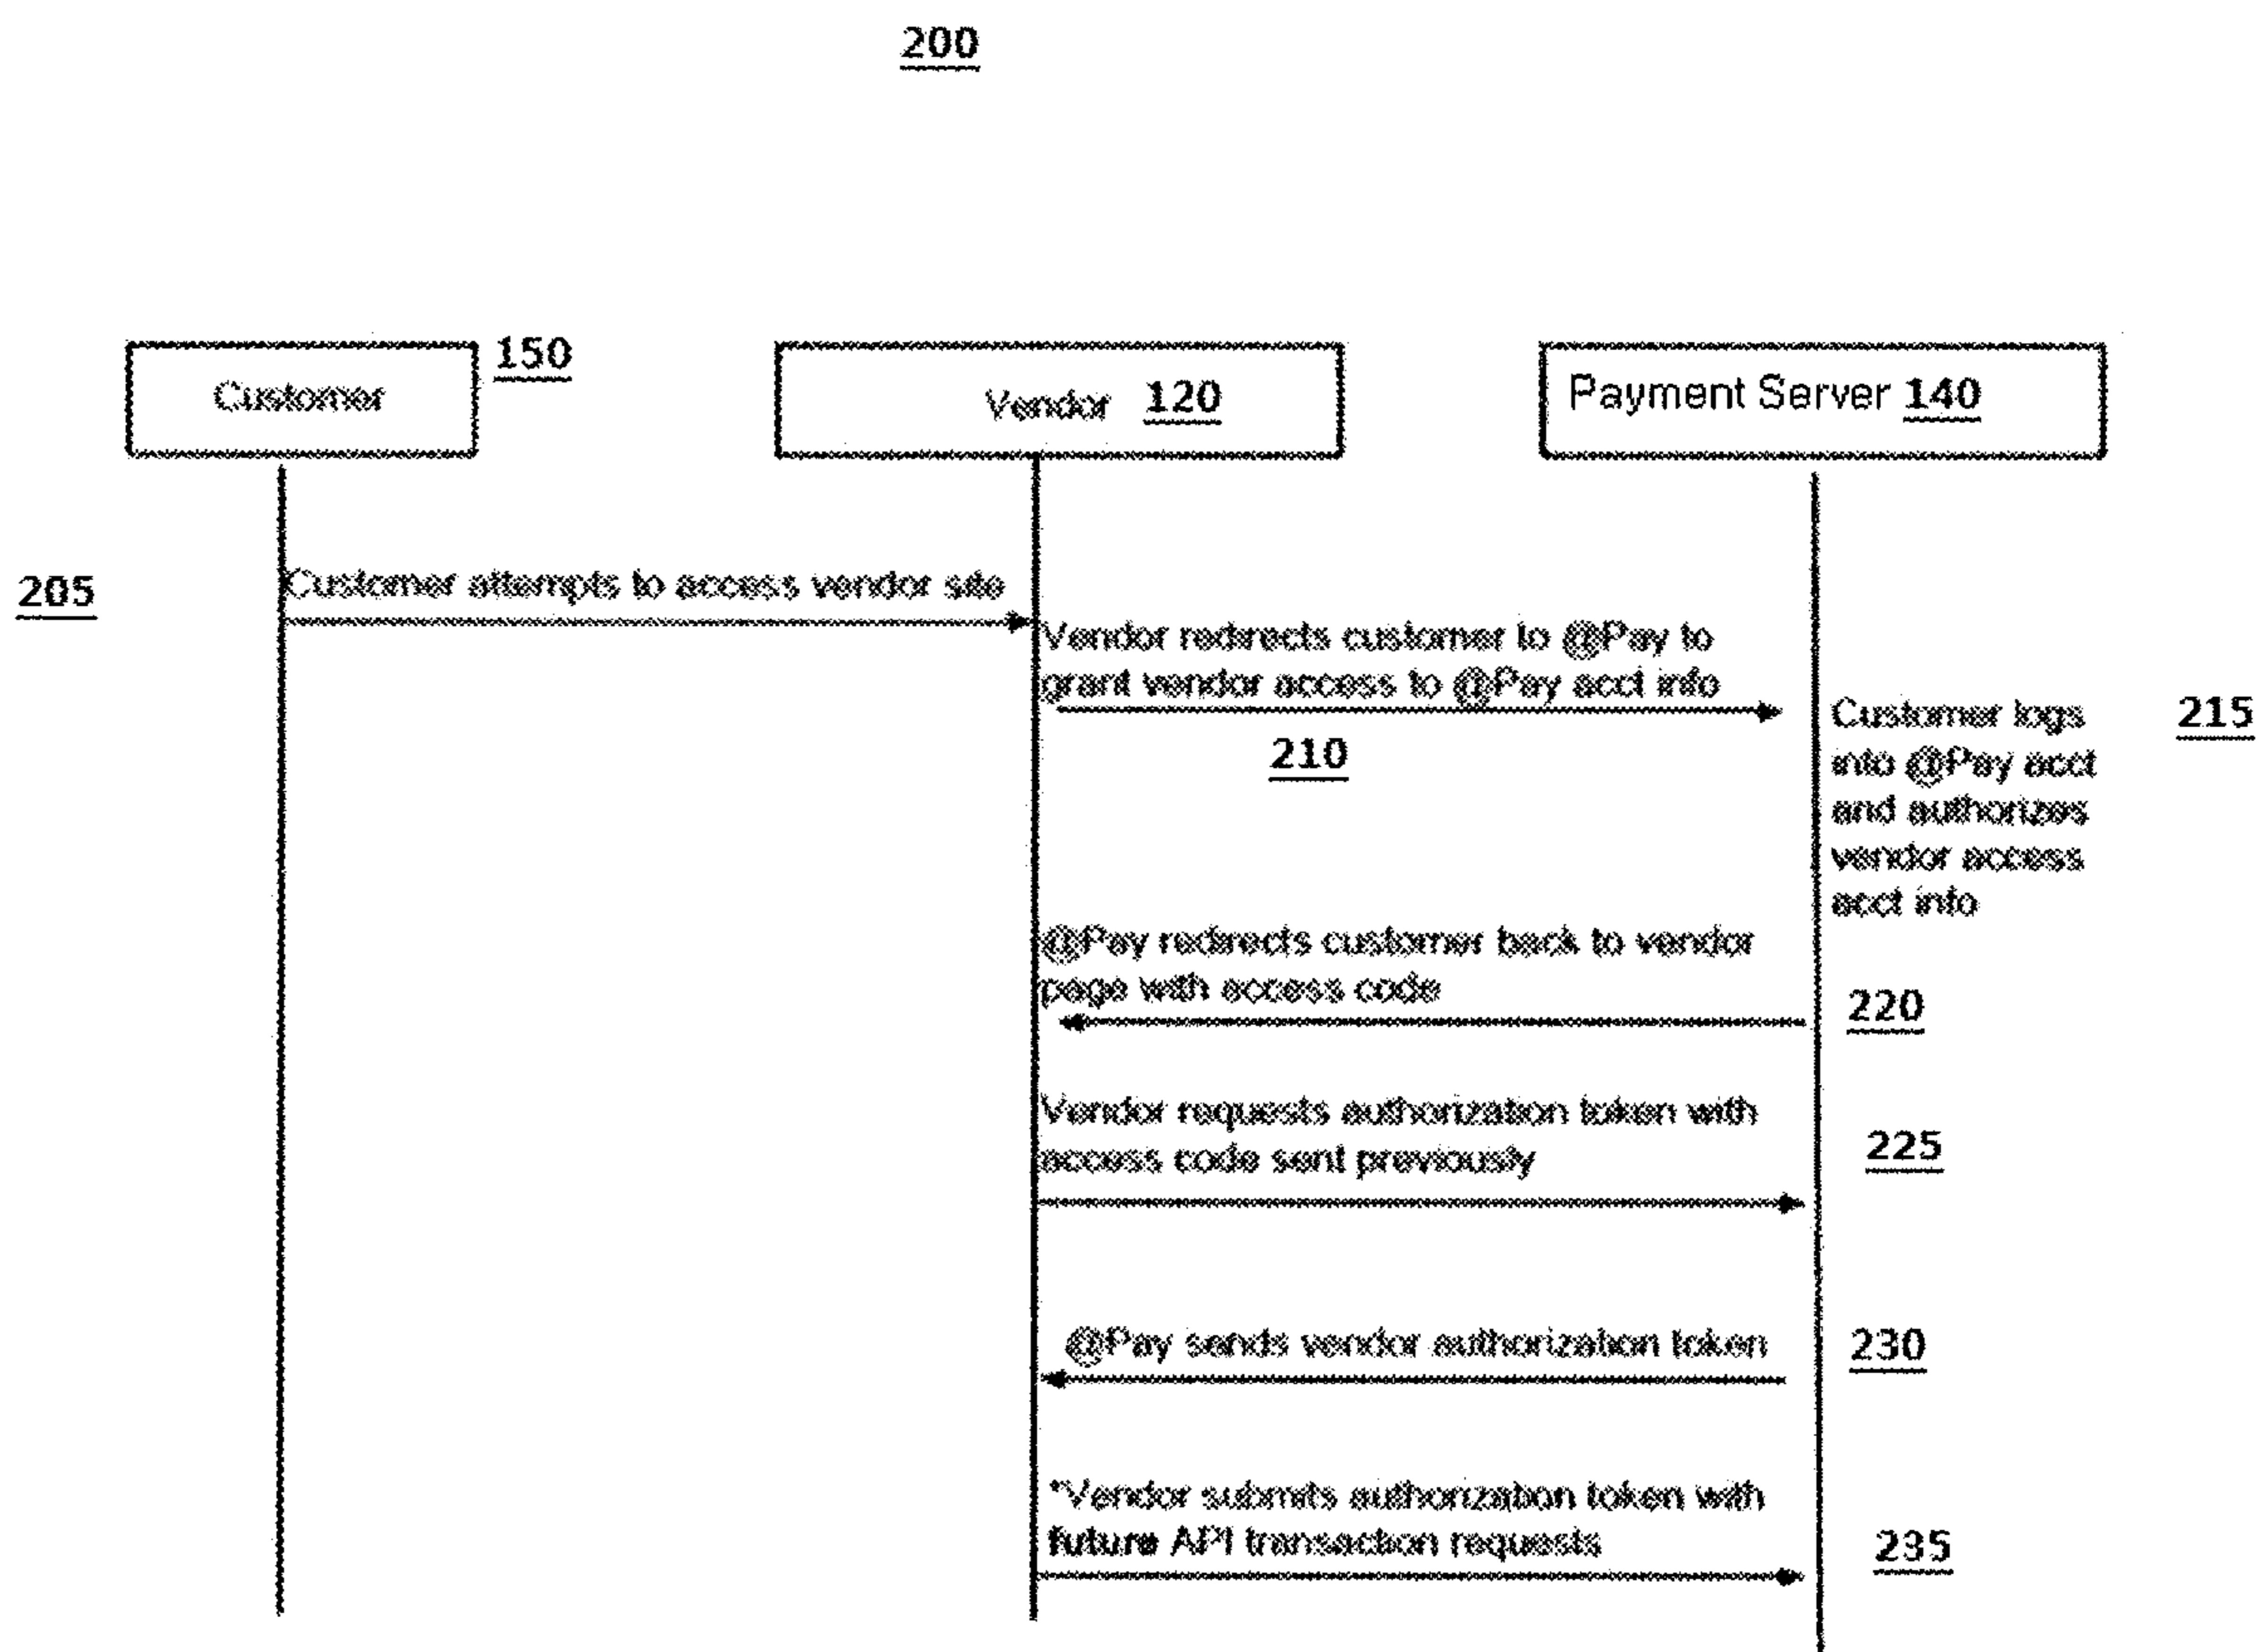 200
Customer
150
Vendor 120
Payment Server 140
205
Customer attempts to access vendor site
Vendor redirects customer to @Pay to
grant vendor access to @Pay acct info
210
Customer logs
into @Pay acct
and authorizes
vendor access
acct info
215
@Pay redirects customer back to vendor
page with access code
220
Vendor requests authorization token with
access code sent previously
225
@Pay sends vendor authorization token
230
*Vendor submits authorization token with
future API transaction requests
235